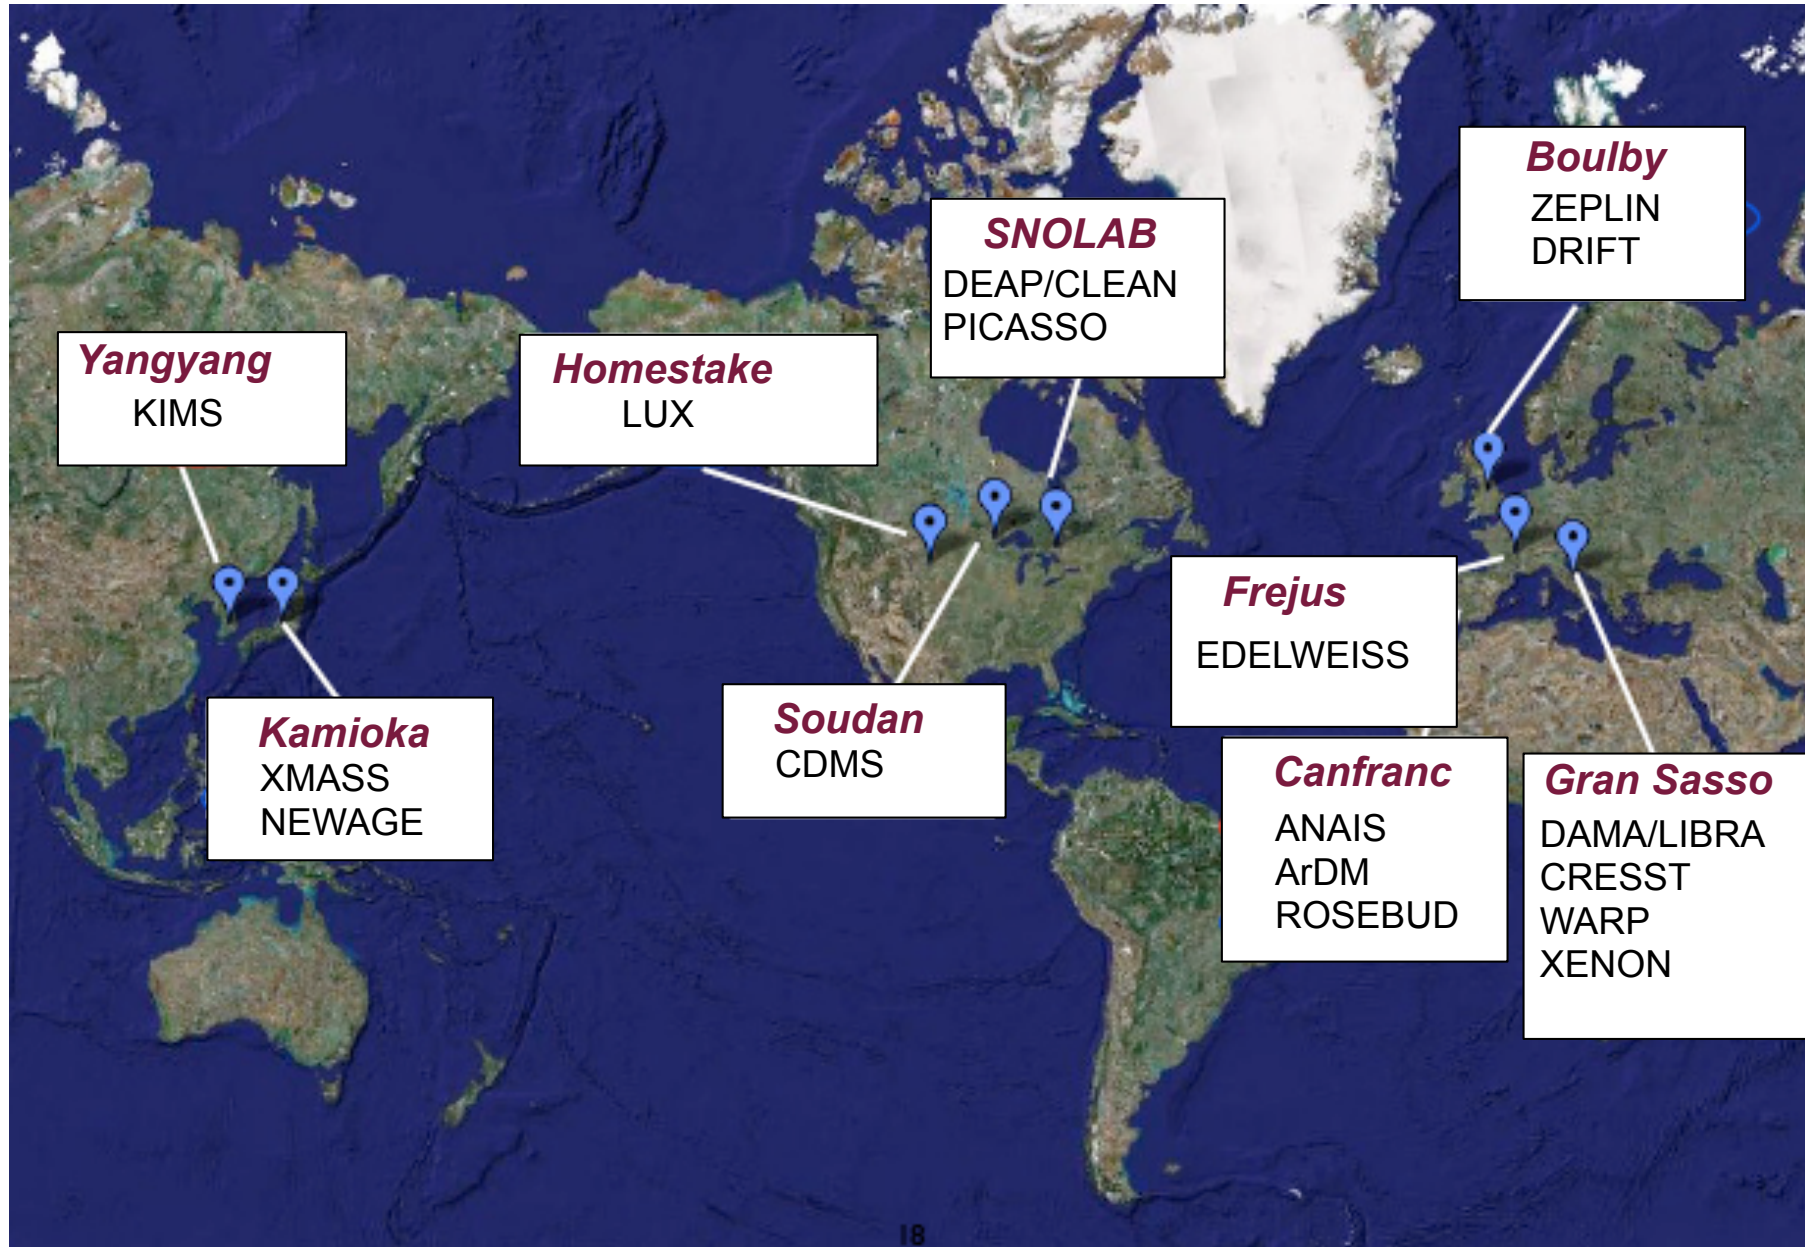 Boulby
ZEPLIN
DRIFT
SNOLAB
DEAP/CLEAN
PICASSO
Yangyang
KIMS
Homestake
LUX
Frejus
EDELWEISS
Kamioka
XMASS
NEWAGE
Soudan
CDMS
Canfranc
ANAIS
ArDM
ROSEBUD
Gran Sasso
DAMA/LIBRA
CRESST
WARP
XENON
18